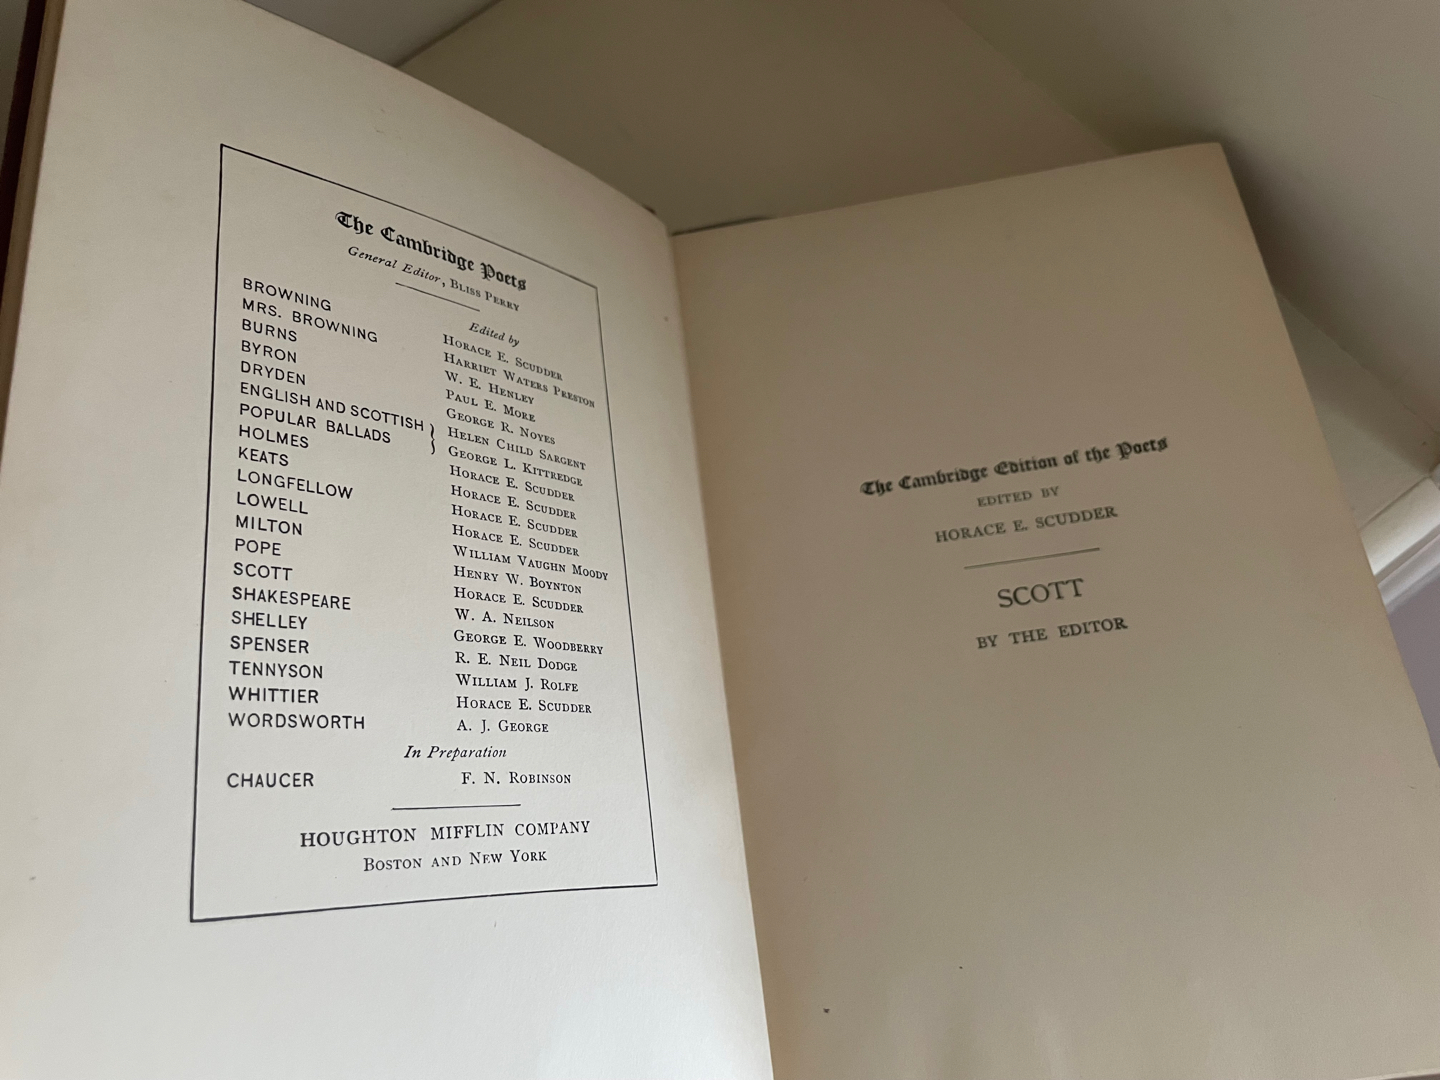 The Cambridge Poets
General Editor, BLISS PERRY
Edited by
BROWNING HORACE E. SCUDDER
MRS. BROWNING HARRIET WATERS PRESTON
BURNS W. E. HENLEY
BYRON PAUL E. MORE
DRYDEN GEORGE R. NOYES
ENGLISH AND SCOTTISH } HELEN CHILD SARGENT
POPULAR BALLADS } GEORGE L. KITTREDGE
HOLMES HORACE E. SCUDDER
KEATS HORACE E. SCUDDER
LONGFELLOW HORACE E. SCUDDER
LOWELL HORACE E. SCUDDER
MILTON WILLIAM VAUGHN MOODY
POPE HENRY W. BOYNTON
SCOTT HORACE E. SCUDDER
SHAKESPEARE W. A. NEILSON
SHELLEY GEORGE E. WOODBERRY
SPENSER R. E. NEIL DODGE
TENNYSON WILLIAM J. ROLFE
WHITTIER HORACE E. SCUDDER
WORDSWORTH A. J. GEORGE
In Preparation
CHAUCER F. N. ROBINSON
HOUGHTON MIFFLIN COMPANY
BOSTON AND NEW YORK
The Cambridge Edition of the Poets
EDITED BY
HORACE E. SCUDDER
SCOTT
BY THE EDITOR